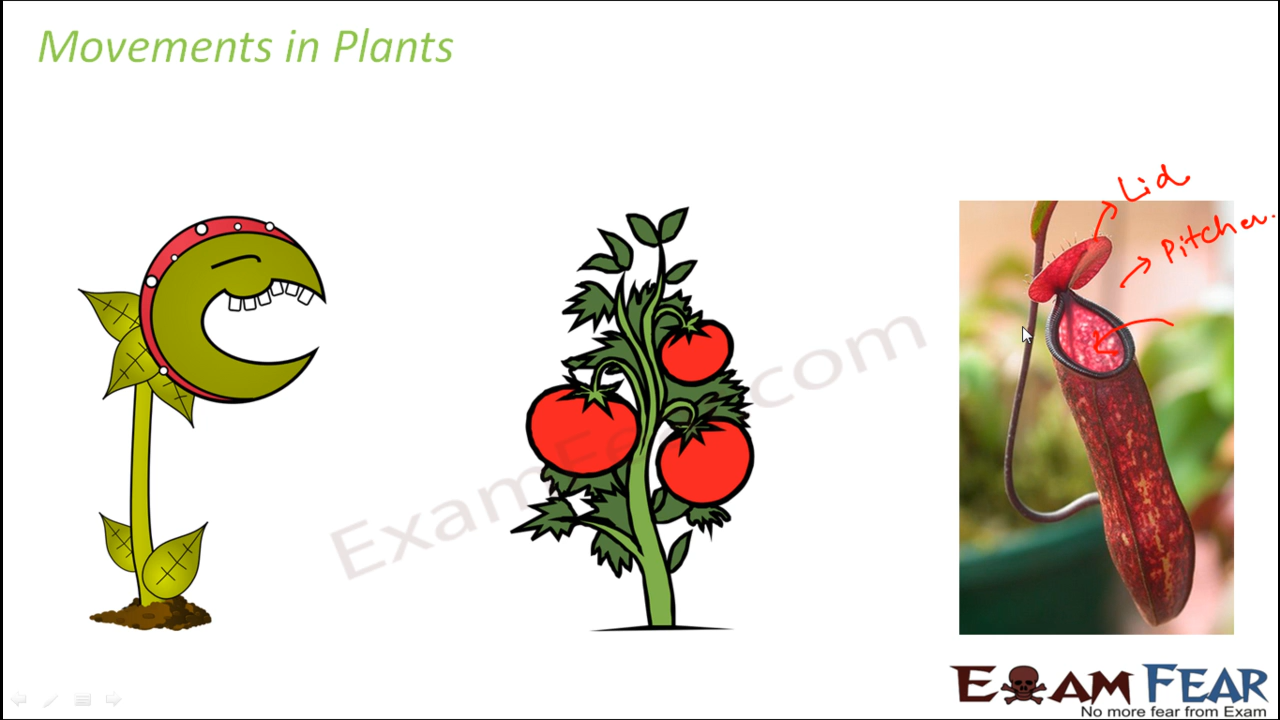 Movements in Plants
Lid
Pitcher.
ExamFear.com
EXAM FEAR
No more fear from Exam